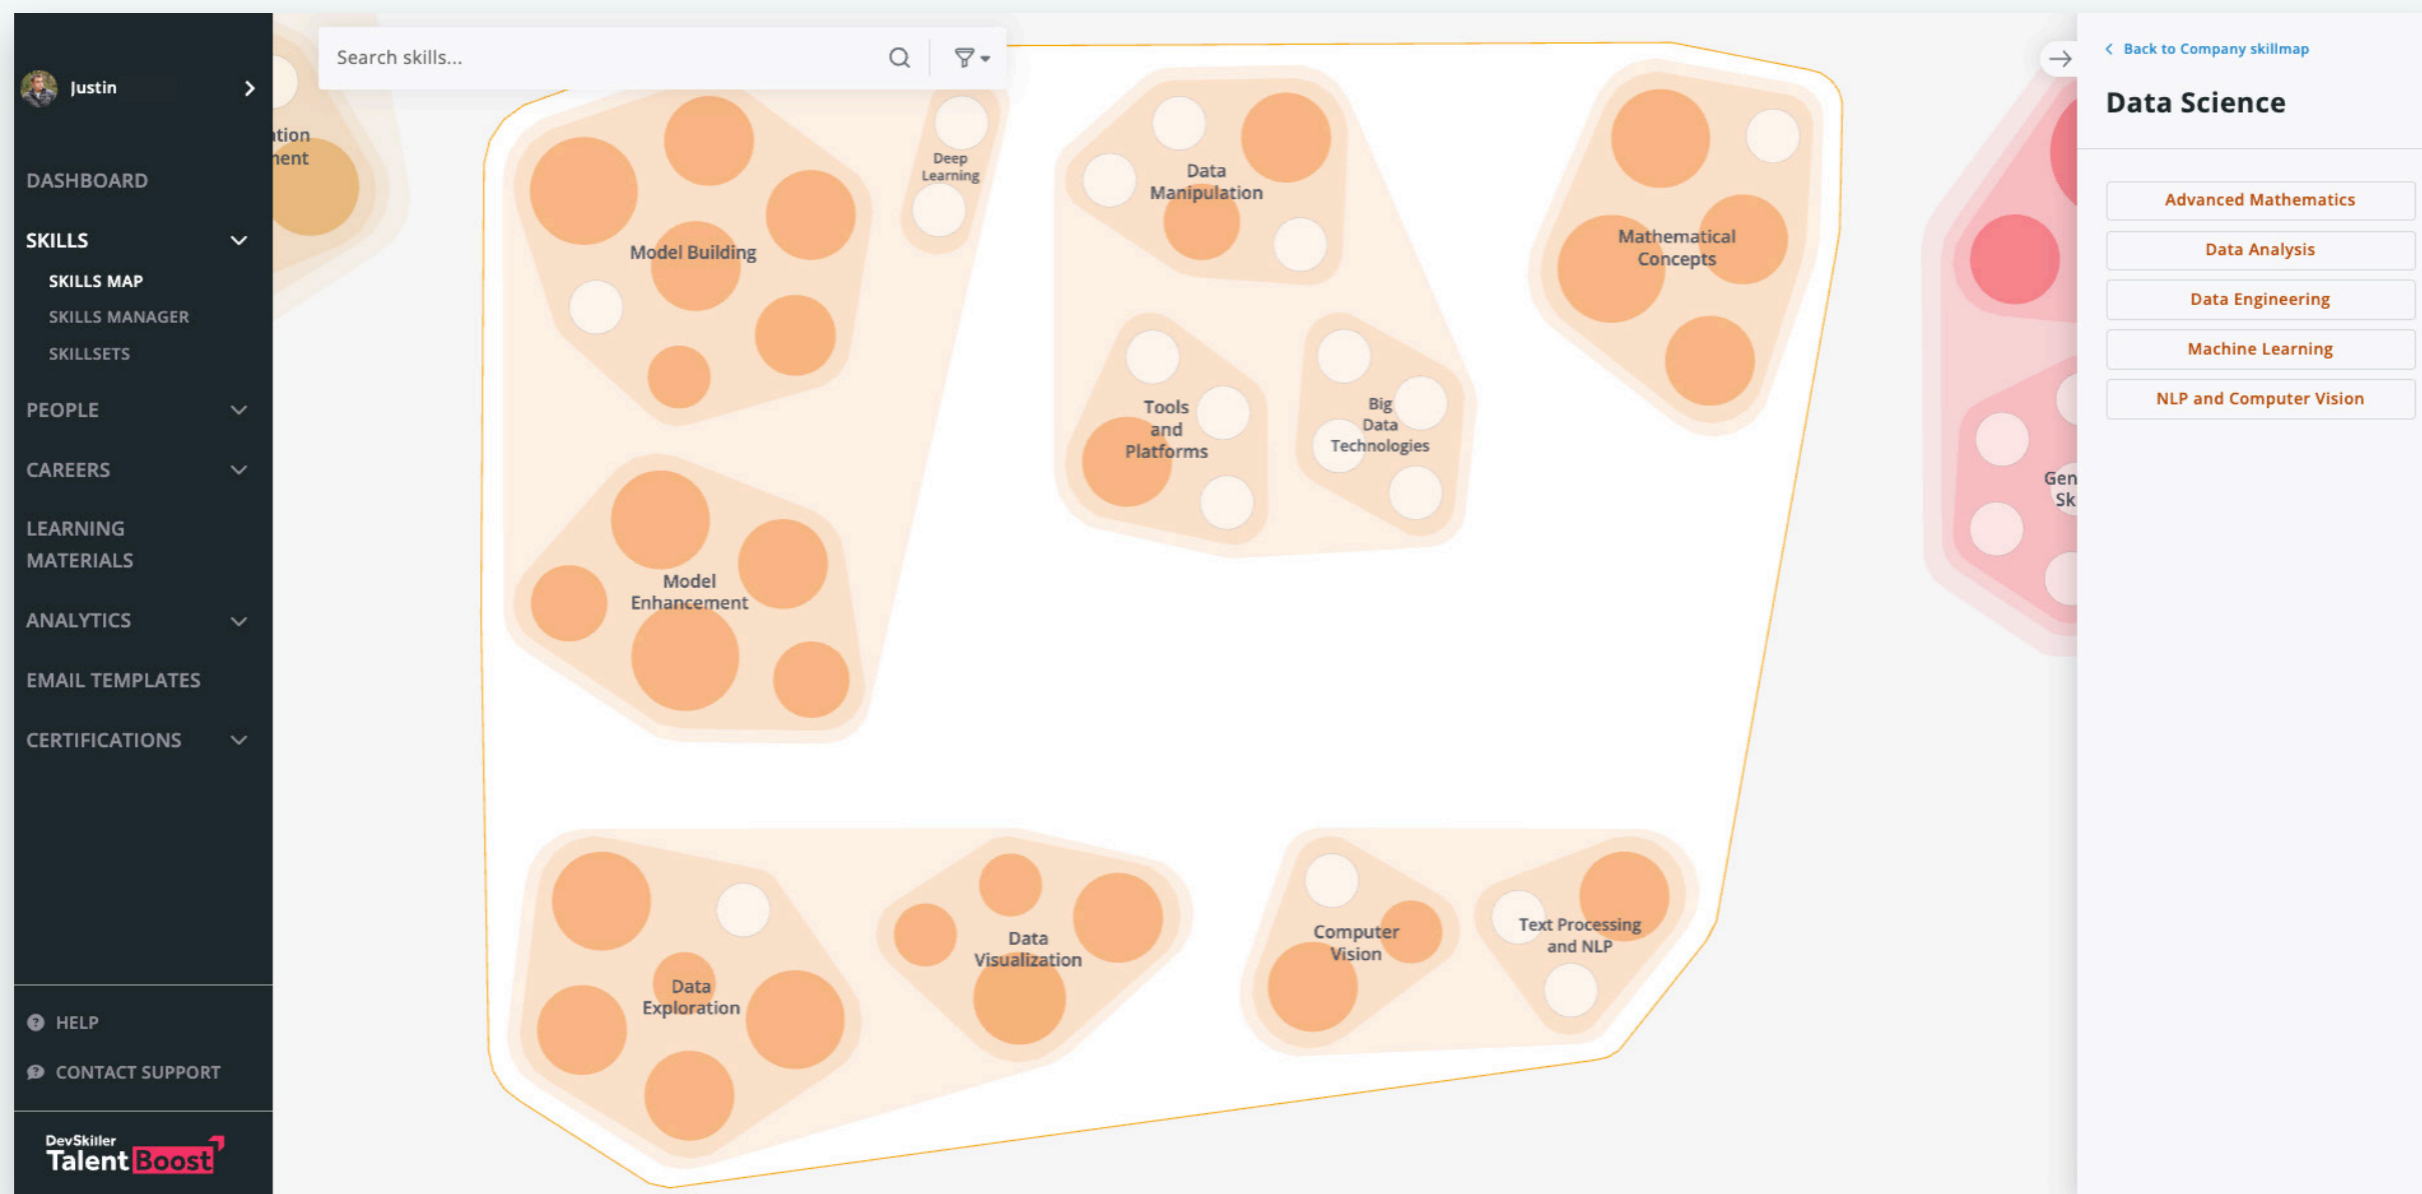 Justin
DASHBOARD
SKILLS
SKILLS MAP
SKILLS MANAGER
SKILLSETS
PEOPLE
CAREERS
LEARNING
MATERIALS
ANALYTICS
EMAIL TEMPLATES
CERTIFICATIONS
HELP
CONTACT SUPPORT
DevSkiller
TalentBoost
Search skills...
Model Building
Deep
Learning
Data
Manipulation
Mathematical
Concepts
Tools
and
Platforms
Big
Data
Technologies
Model
Enhancement
Data
Exploration
Data
Visualization
Computer
Vision
Text Processing
and NLP
Gen
Sk
Back to Company skillmap
Data Science
Advanced Mathematics
Data Analysis
Data Engineering
Machine Learning
NLP and Computer Vision